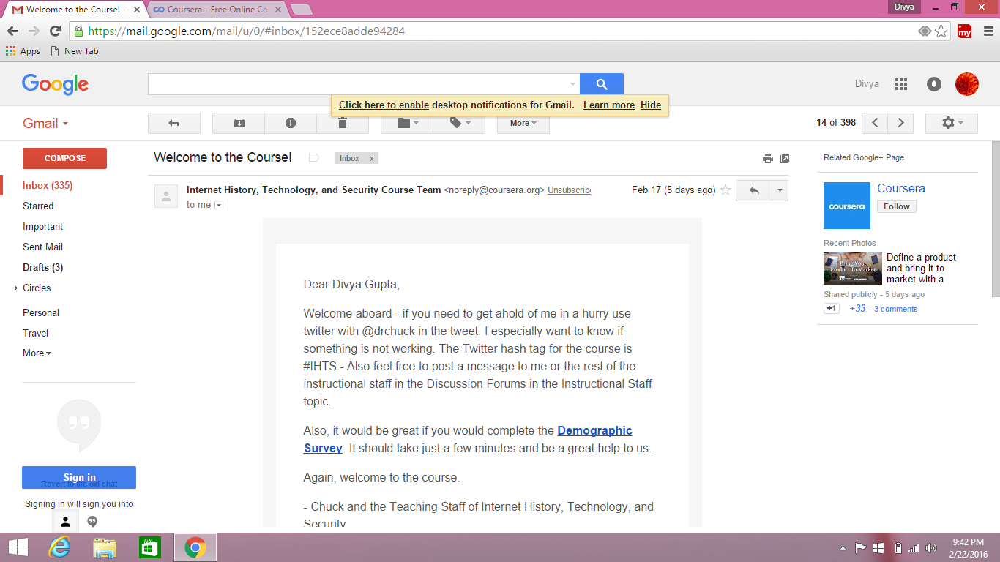 Welcome to the Course! -
Coursera - Free Online Co
Divya
https://mail.google.com/mail/u/0/#inbox/152ece8adde94284
my
Apps
New Tab
Google
Divya
Click here to enable desktop notifications for Gmail. Learn more Hide
Gmail
More
14 of 398
COMPOSE
Inbox (335)
Starred
Important
Sent Mail
Drafts (3)
Circles
Personal
Travel
More
Sign in
Revert to the old chat
Signing in will sign you into
Welcome to the Course!
Inbox x
Internet History, Technology, and Security Course Team <noreply@coursera.org> Unsubscribe
Feb 17 (5 days ago)
to me
Dear Divya Gupta,
Welcome aboard - if you need to get ahold of me in a hurry use
twitter with @drchuck in the tweet. I especially want to know if
something is not working. The Twitter hash tag for the course is
#IHTS - Also feel free to post a message to me or the rest of the
instructional staff in the Discussion Forums in the Instructional Staff
topic.
Also, it would be great if you would complete the Demographic
Survey. It should take just a few minutes and be a great help to us.
Again, welcome to the course.
- Chuck and the Teaching Staff of Internet History, Technology, and
Security
Related Google+ Page
coursera
Coursera
Follow
Recent Photos
Bring Your
Product To Market
Define a product
and bring it to
market with a
Shared publicly - 5 days ago
+1
+33 - 3 comments
9:42 PM
2/22/2016